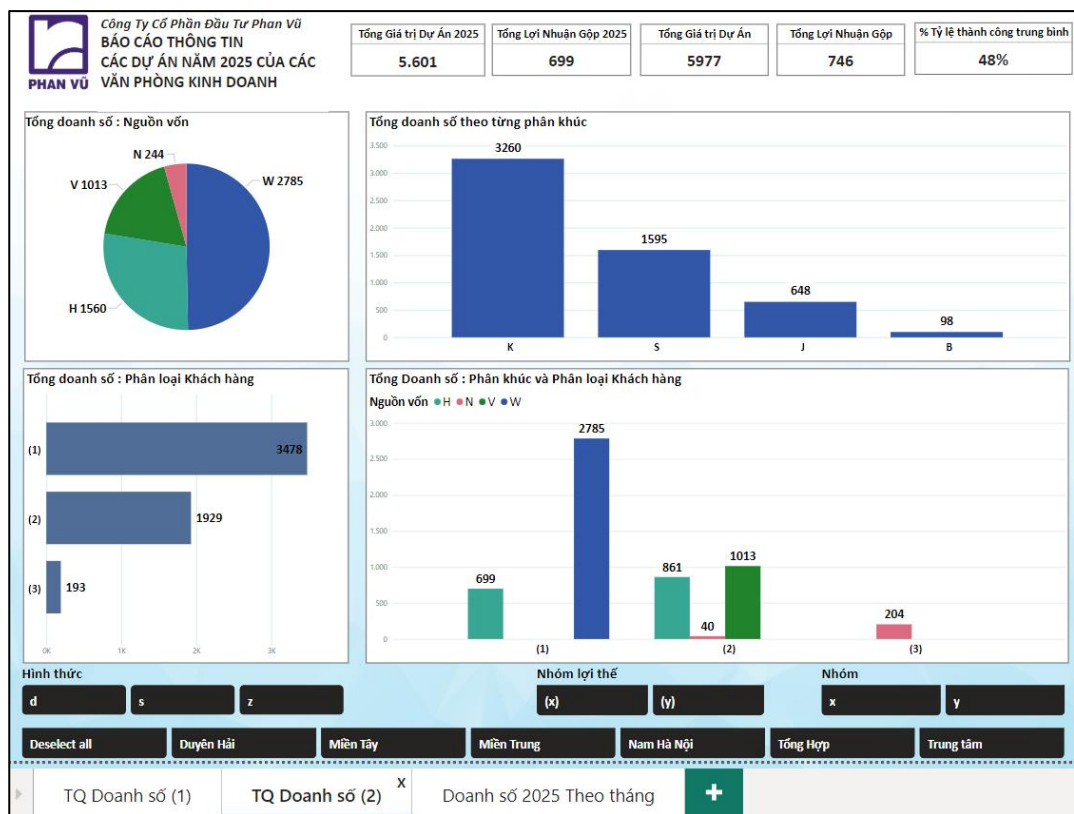 PHAN VŨ
Công Ty Cổ Phần Đầu Tư Phan Vũ
BÁO CÁO THÔNG TIN
CÁC DỰ ÁN NĂM 2025 CỦA CÁC
VĂN PHÒNG KINH DOANH
Tổng Giá trị Dự Án 2025
5.601
Tổng Lợi Nhuận Gộp 2025
699
Tổng Giá trị Dự Án
5977
Tổng Lợi Nhuận Gộp
746
% Tỷ lệ thành công trung bình
48%
Tổng doanh số : Nguồn vốn
N 244
V 1013
W 2785
H 1560
Tổng doanh số theo từng phân khúc
3.500
3.000
2.500
2.000
1.500
1.000
500
0
3260
1595
648
98
K S J B
Tổng doanh số : Phân loại Khách hàng
(1) 3478
(2) 1929
(3) 193
0K 1K 2K 3K
Tổng Doanh số : Phân khúc và Phân loại Khách hàng
Nguồn vốn H N V W
3.000
2.500
2.000
1.500
1.000
500
0
699
2785
861
40
1013
204
(1) (2) (3)
Hình thức
d s z
Nhóm lợi thế
(x) (y)
Nhóm
x y
Deselect all Duyên Hải Miền Tây Miền Trung Nam Hà Nội Tổng Hợp Trung tâm
TQ Doanh số (1) TQ Doanh số (2) X Doanh số 2025 Theo tháng +